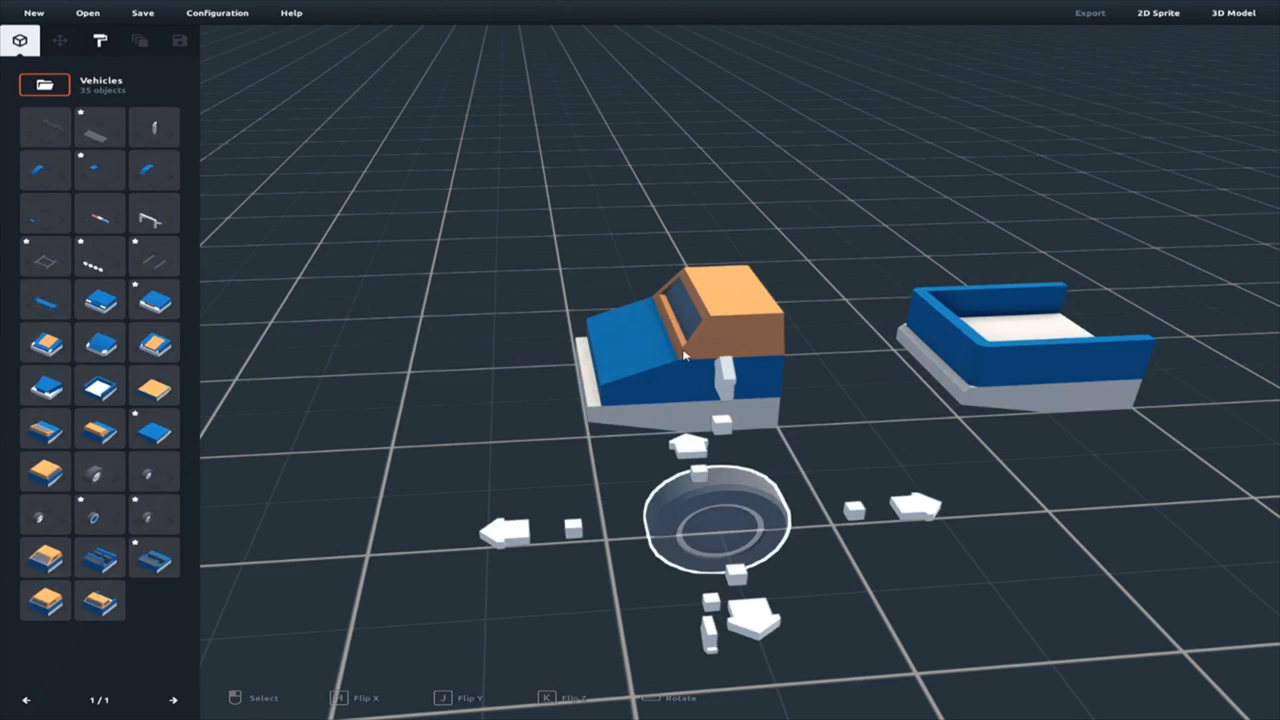 New Open Save Configuration Help Export 2D Sprite 3D Model
Vehicles
35 objects
1 / 1
Select H Flip X J Flip Y K Flip Z Rotate